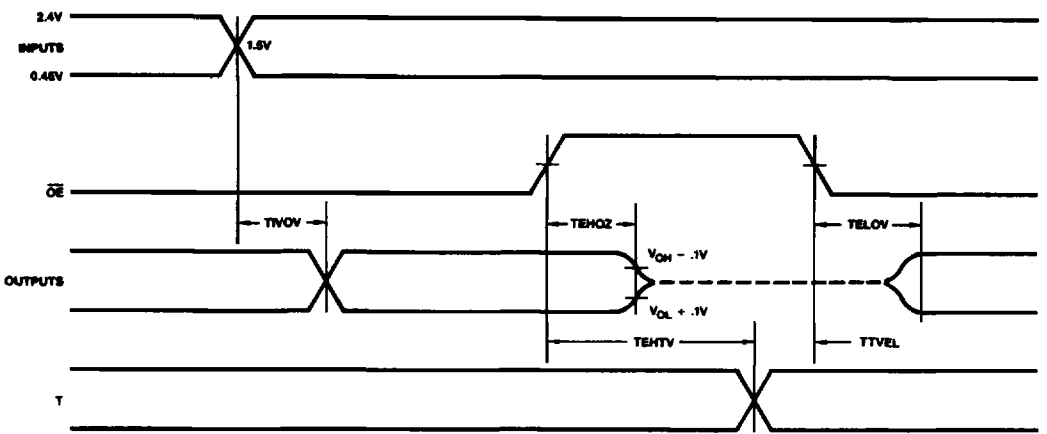 2.4V
INPUTS
1.5V
0.45V
OE
TIVOV
TEHOZ
TELOV
VOH – .1V
OUTPUTS
VOL + .1V
TEHTV
TTVEL
T